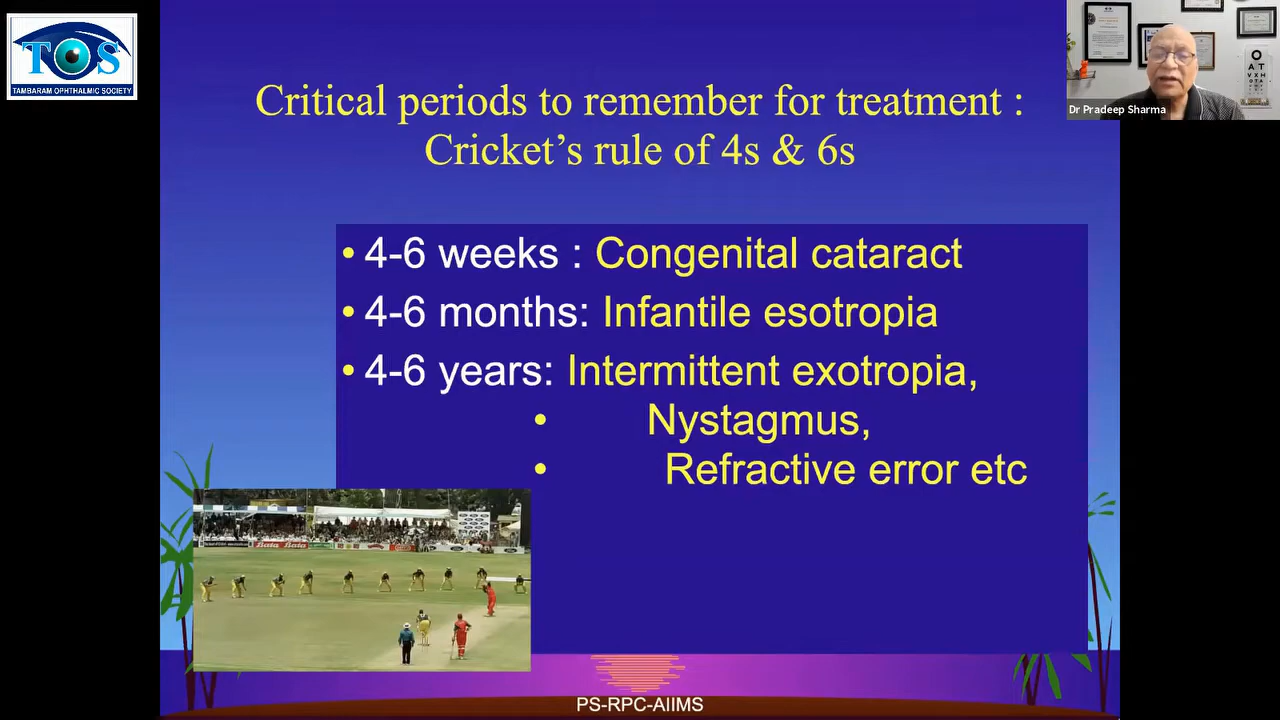 TOS
TAMBARAM OPHTHALMIC SOCIETY
Dr Pradeep Sharma
Critical periods to remember for treatment :
Cricket’s rule of 4s & 6s
• 4-6 weeks : Congenital cataract
• 4-6 months: Infantile esotropia
• 4-6 years: Intermittent exotropia,
• Nystagmus,
• Refractive error etc
Bata Bata
PS-RPC-AIIMS